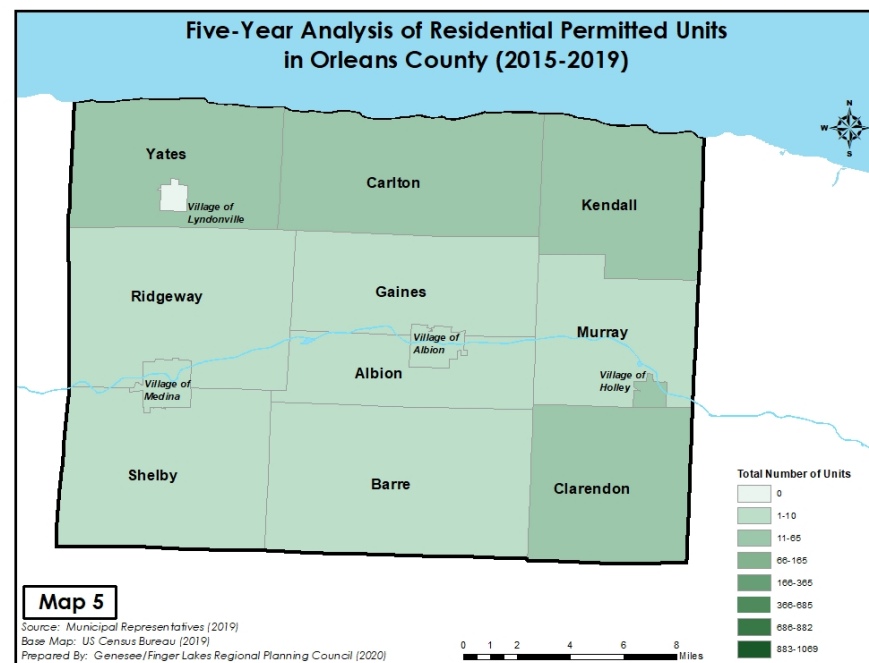 Five-Year Analysis of Residential Permitted Units
in Orleans County (2015-2019)
N
W
E
S
Yates
Village of
Lyndonville
Carlton
Kendall
Ridgeway
Gaines
Murray
Village of
Albion
Albion
Village of
Medina
Village of
Holley
Shelby
Barre
Clarendon
Total Number of Units
0
1-10
11-65
66-165
166-365
366-685
686-882
883-1069
Map 5
Source: Municipal Representatives (2019)
Base Map: US Census Bureau (2019)
Prepared By: Genesee/Finger Lakes Regional Planning Council (2020)
0 1 2 4 6 8
Miles